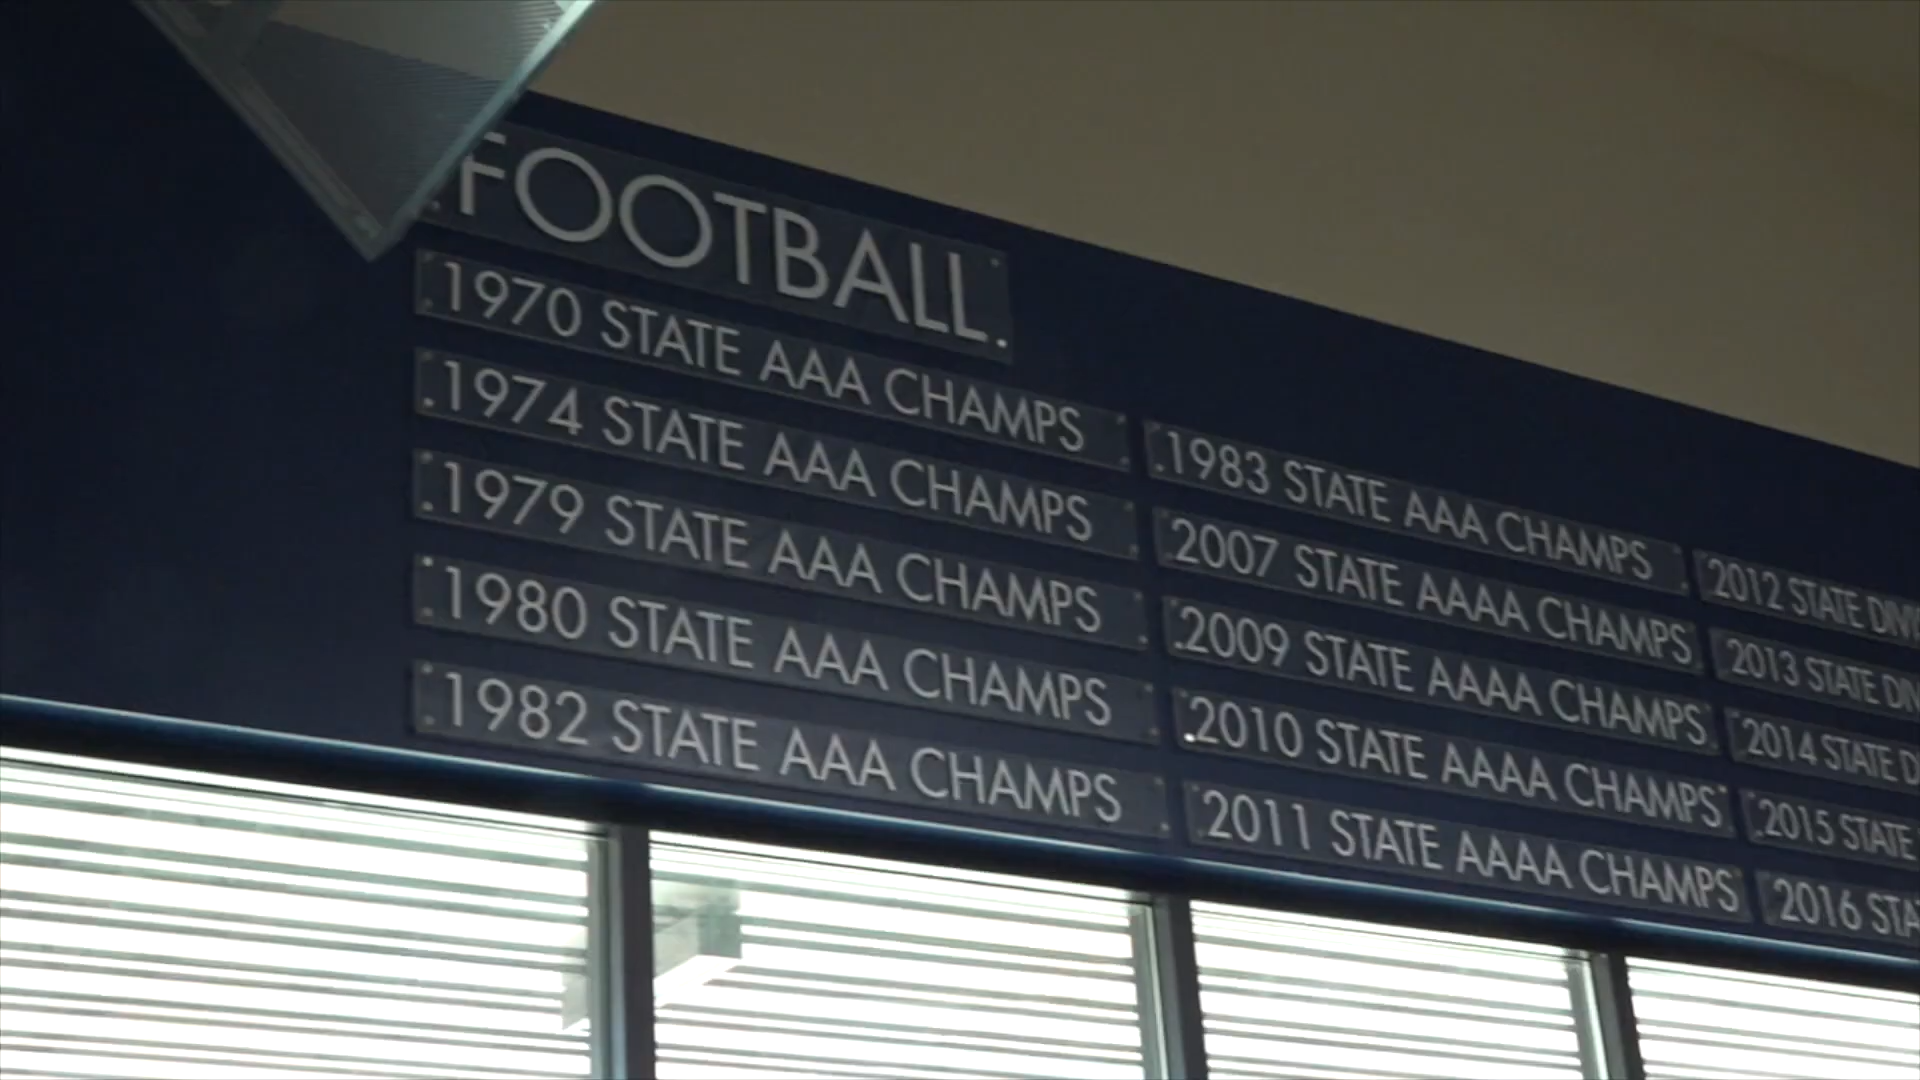 FOOTBALL
1970 STATE AAA CHAMPS
1974 STATE AAA CHAMPS
1979 STATE AAA CHAMPS
1980 STATE AAA CHAMPS
1982 STATE AAA CHAMPS
1983 STATE AAA CHAMPS
2007 STATE AAAA CHAMPS
2009 STATE AAAA CHAMPS
2010 STATE AAAA CHAMPS
2011 STATE AAAA CHAMPS
2012 STATE
2013 STATE
2014 STATE
2015 STATE
2016